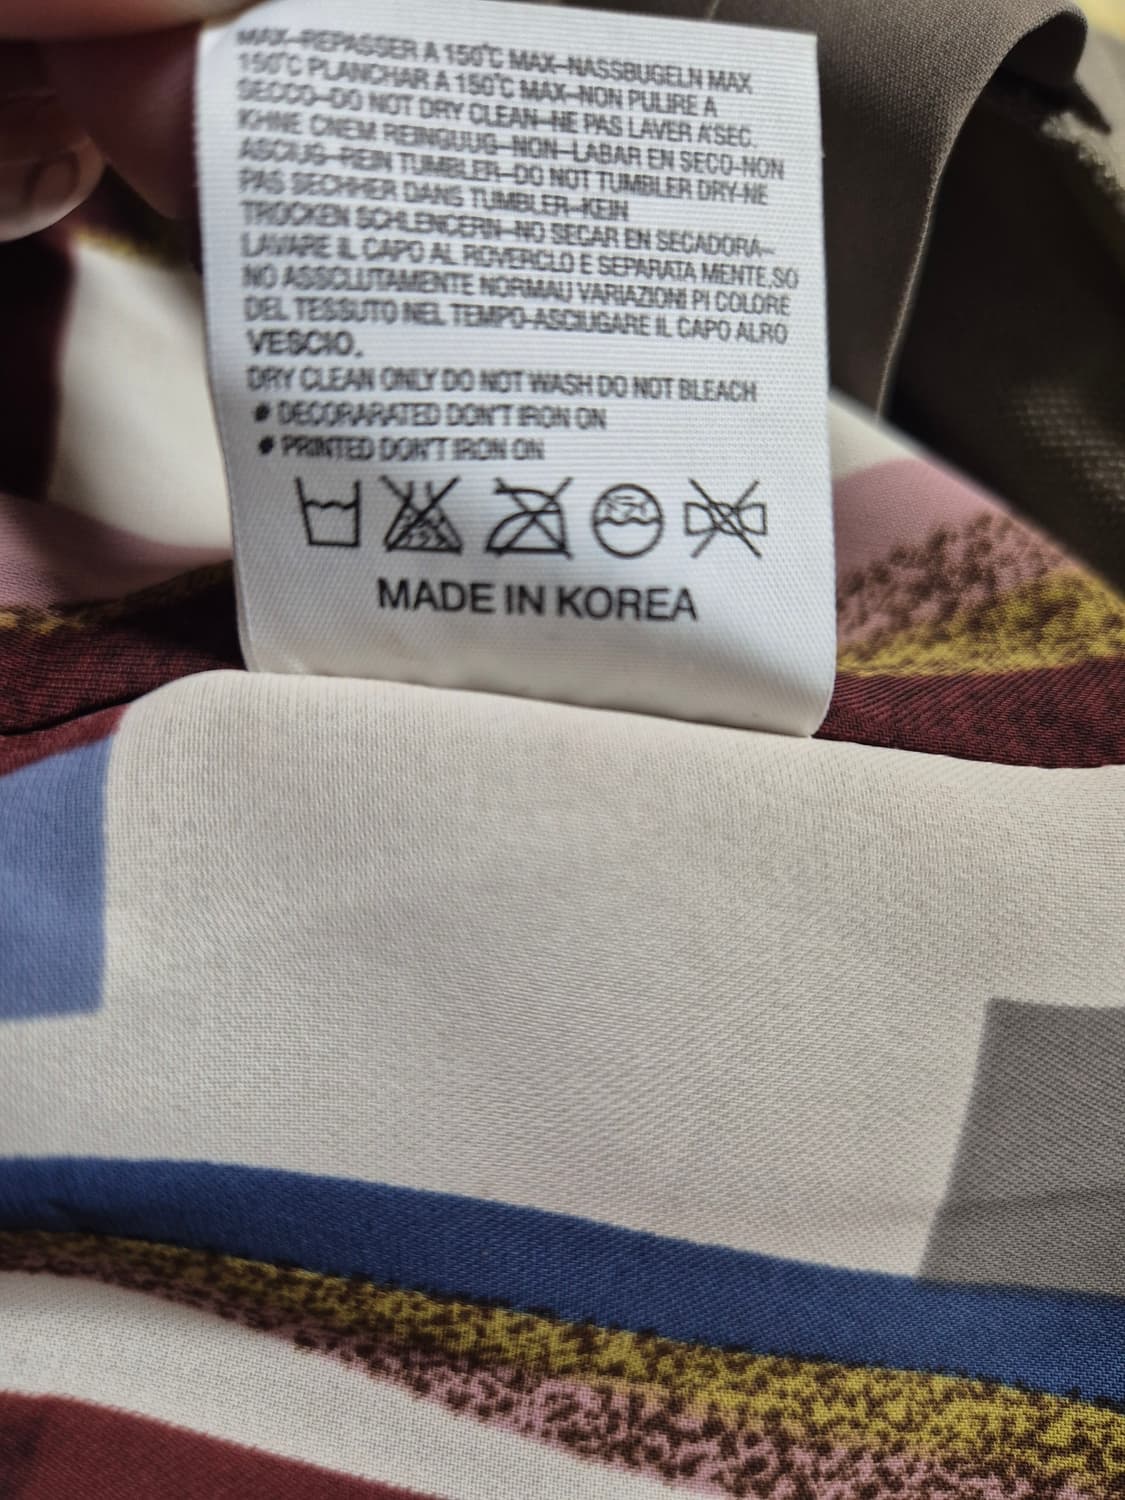 MAX-REPASSER A 150°C MAX-NASSBUGELN MAX
150°C PLANCHAR A 150°C MAX-NON PULIRE A
SECCO-DO NOT DRY CLEAN-NE PAS LAVER A'SEC.
KHNE CNEM REINGUUG-NON-LABAR EN SECO-NON
ASCIUG-REIN TUMBLER-DO NOT TUMBLER DRY-NE
PAS SECHHER DANS TUMBLER-KEIN
TROCKEN SCHLENCERN-NO SECAR EN SECADORA-
LAVARE IL CAPO AL ROVERCLO E SEPARATA MENTE,SO
NO ASSCLUTAMENTE NORMAU VARIAZIONI PI COLORE
DEL TESSUTO NEL TEMPO-ASCIUGARE IL CAPO ALRO
VESCIO.
DRY CLEAN ONLY DO NOT WASH DO NOT BLEACH
# DECORARATED DON'T IRON ON
# PRINTED DON'T IRON ON
MADE IN KOREA